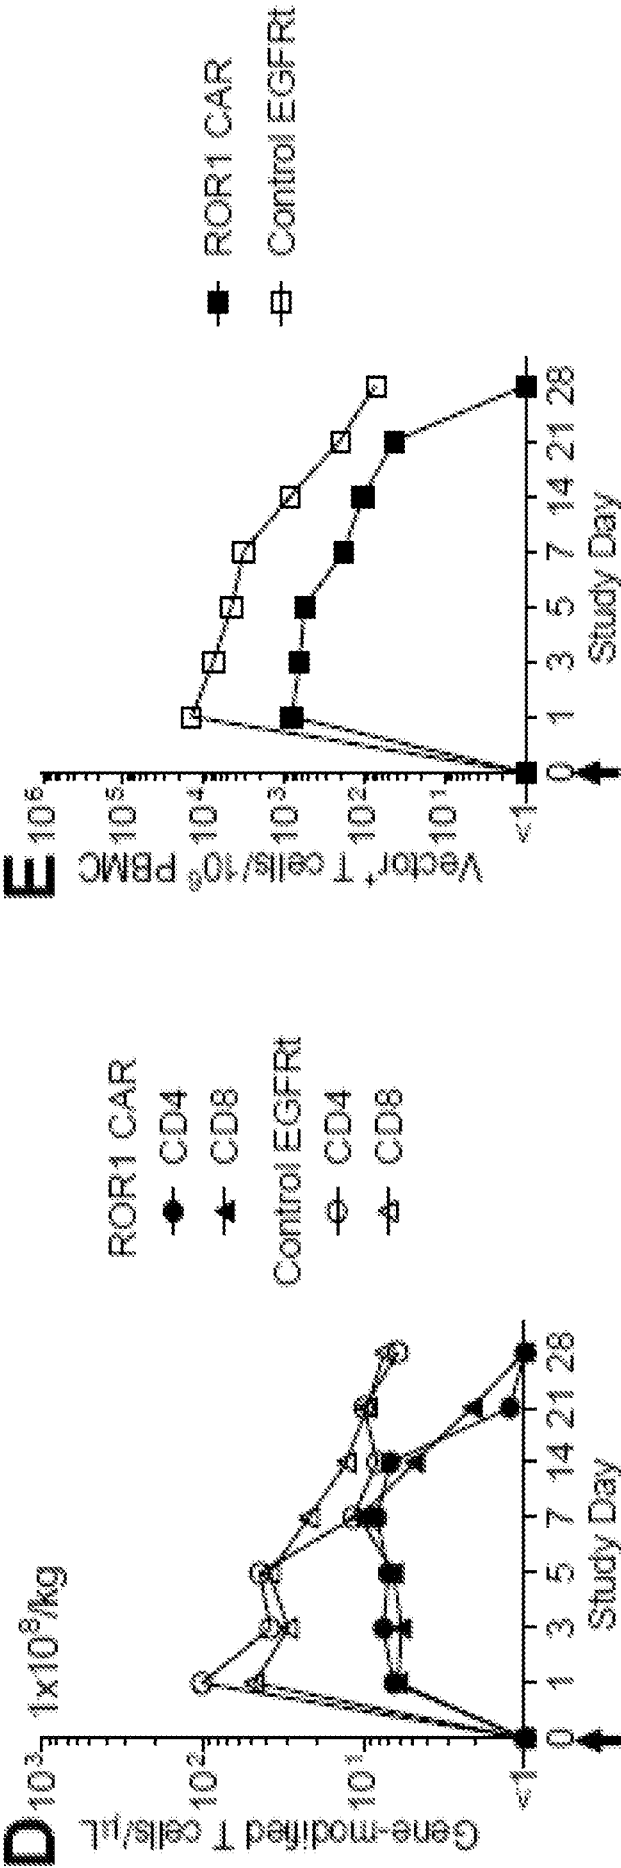 D
1x10⁸/kg
Gene-modified T cells/µL
10³
10²
10¹
<1
0 1 3 5 7 14 21 28
Study Day
ROR1 CAR
CD4
CD8
Control EGFRt
CD4
CD8
E
Vector⁺ T cells/10⁶ PBMC
10⁶
10⁵
10⁴
10³
10²
10¹
<1
0 1 3 5 7 14 21 28
Study Day
ROR1 CAR
Control EGFRt